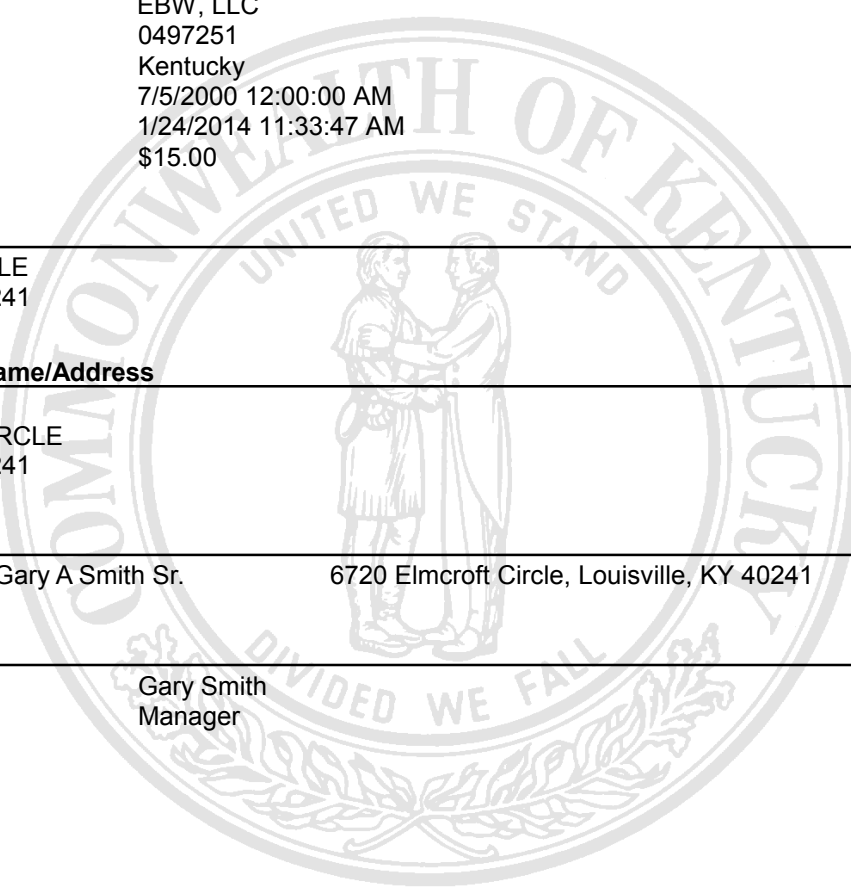 EBW, LLC
0497251
Kentucky
7/5/2000 12:00:00 AM
1/24/2014 11:33:47 AM
$15.00
COMMONWEALTH OF KENTUCKY
UNITED WE STAND
LE
241
ame/Address
RCLE
241
Gary A Smith Sr. 6720 Elmcroft Circle, Louisville, KY 40241
DIVIDED WE FALL
Gary Smith
Manager